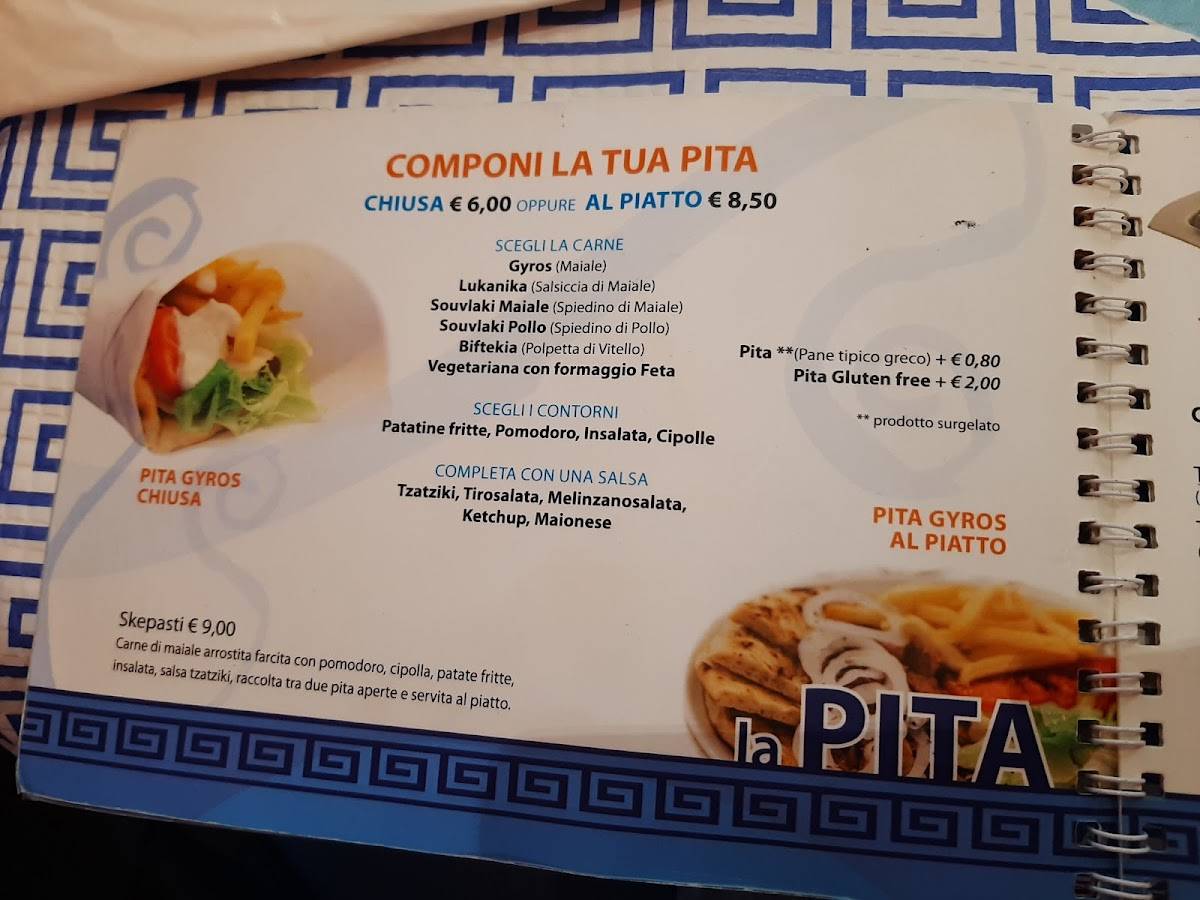 COMPONI LA TUA PITA
CHIUSA € 6,00 OPPURE AL PIATTO € 8,50
SCEGLI LA CARNE
Gyros (Maiale)
Lukanika (Salsiccia di Maiale)
Souvlaki Maiale (Spiedino di Maiale)
Souvlaki Pollo (Spiedino di Pollo)
Biftekia (Polpetta di Vitello)
Vegetariana con formaggio Feta
Pita **(Pane tipico greco) + € 0,80
Pita Gluten free + € 2,00
** prodotto surgelato
SCEGLI I CONTORNI
Patatine fritte, Pomodoro, Insalata, Cipolle
COMPLETA CON UNA SALSA
Tzatziki, Tirosalata, Melinzanosalata,
Ketchup, Maionese
PITA GYROS
CHIUSA
PITA GYROS
AL PIATTO
Skepasti € 9,00
Carne di maiale arrostita farcita con pomodoro, cipolla, patate fritte,
insalata, salsa tzatziki, raccolta tra due pita aperte e servita al piatto.
la PITA